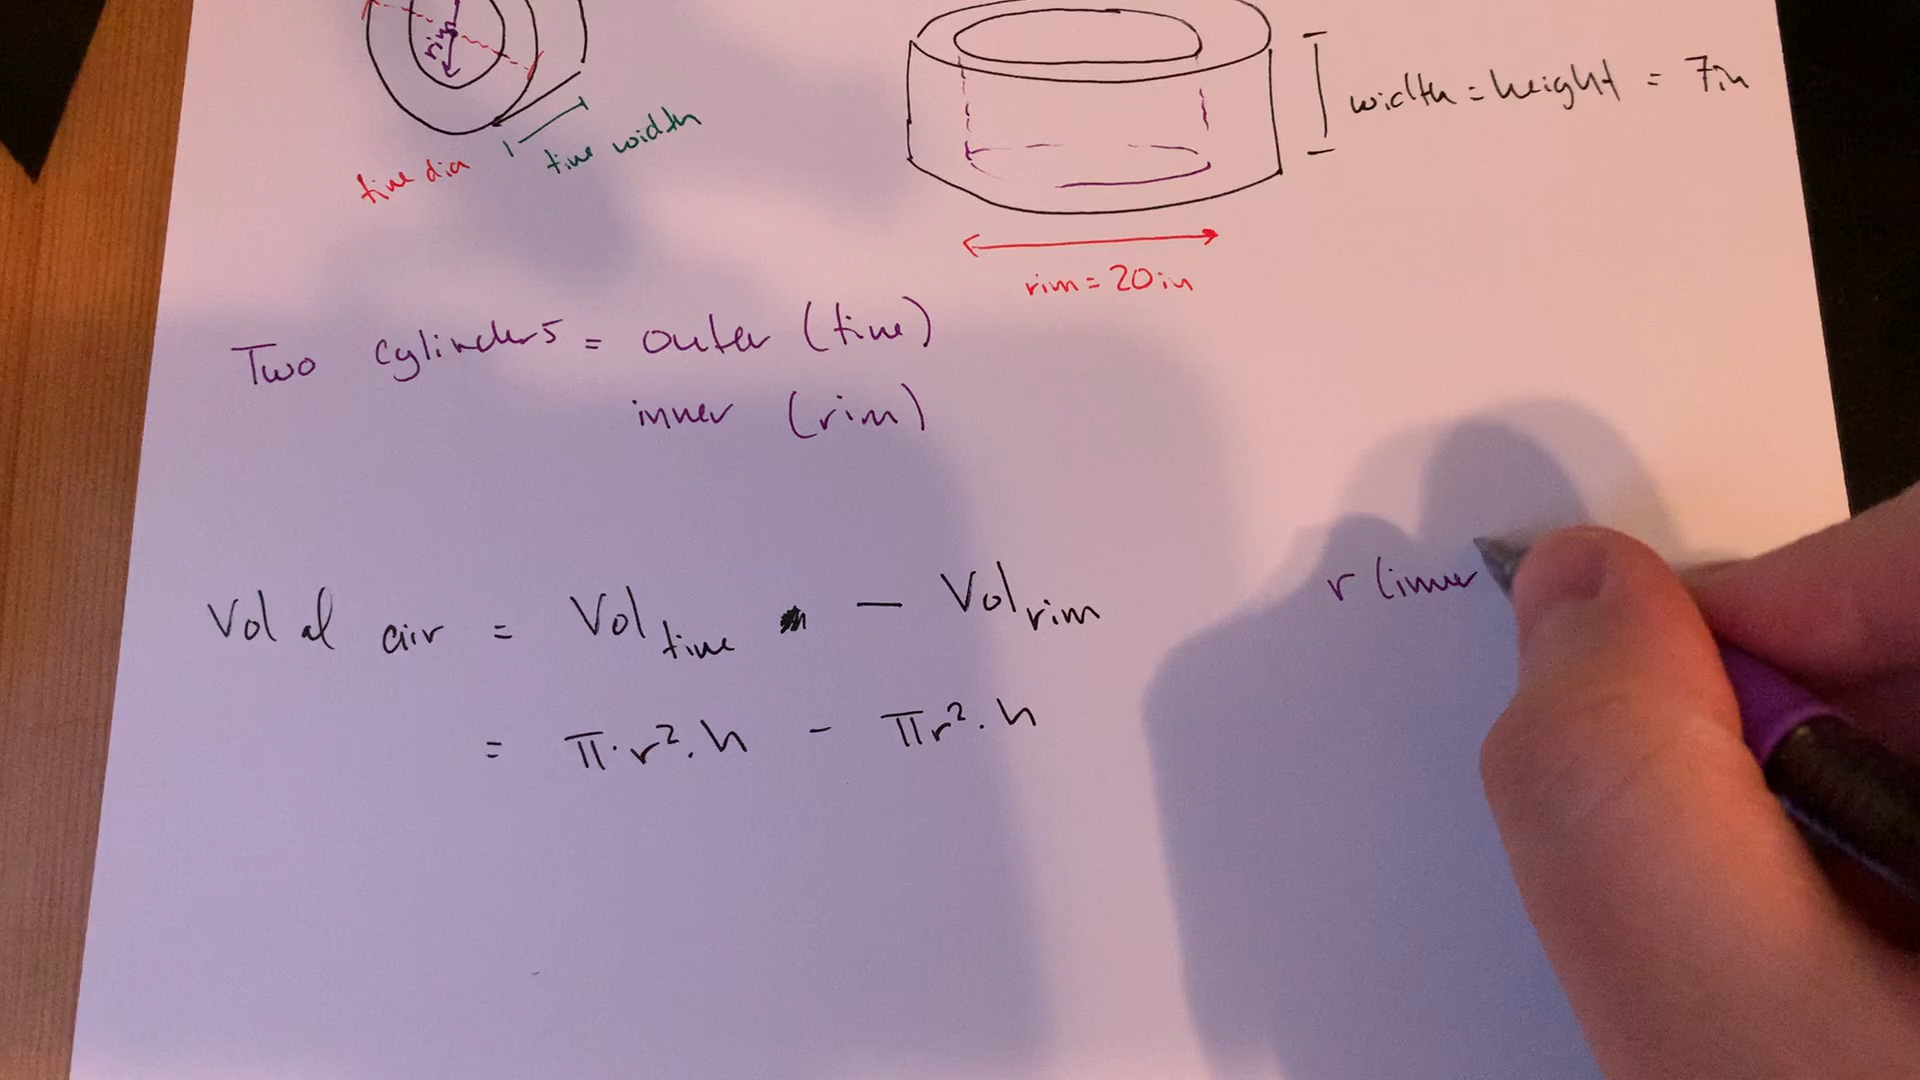 rim
tire dia
tire width
width = height = 7in
rim = 20in
Two cylinders = outer (tire)
inner (rim)
Vol of air = Vol tire - Vol rim
= π·r²·h - πr²·h
r (inner